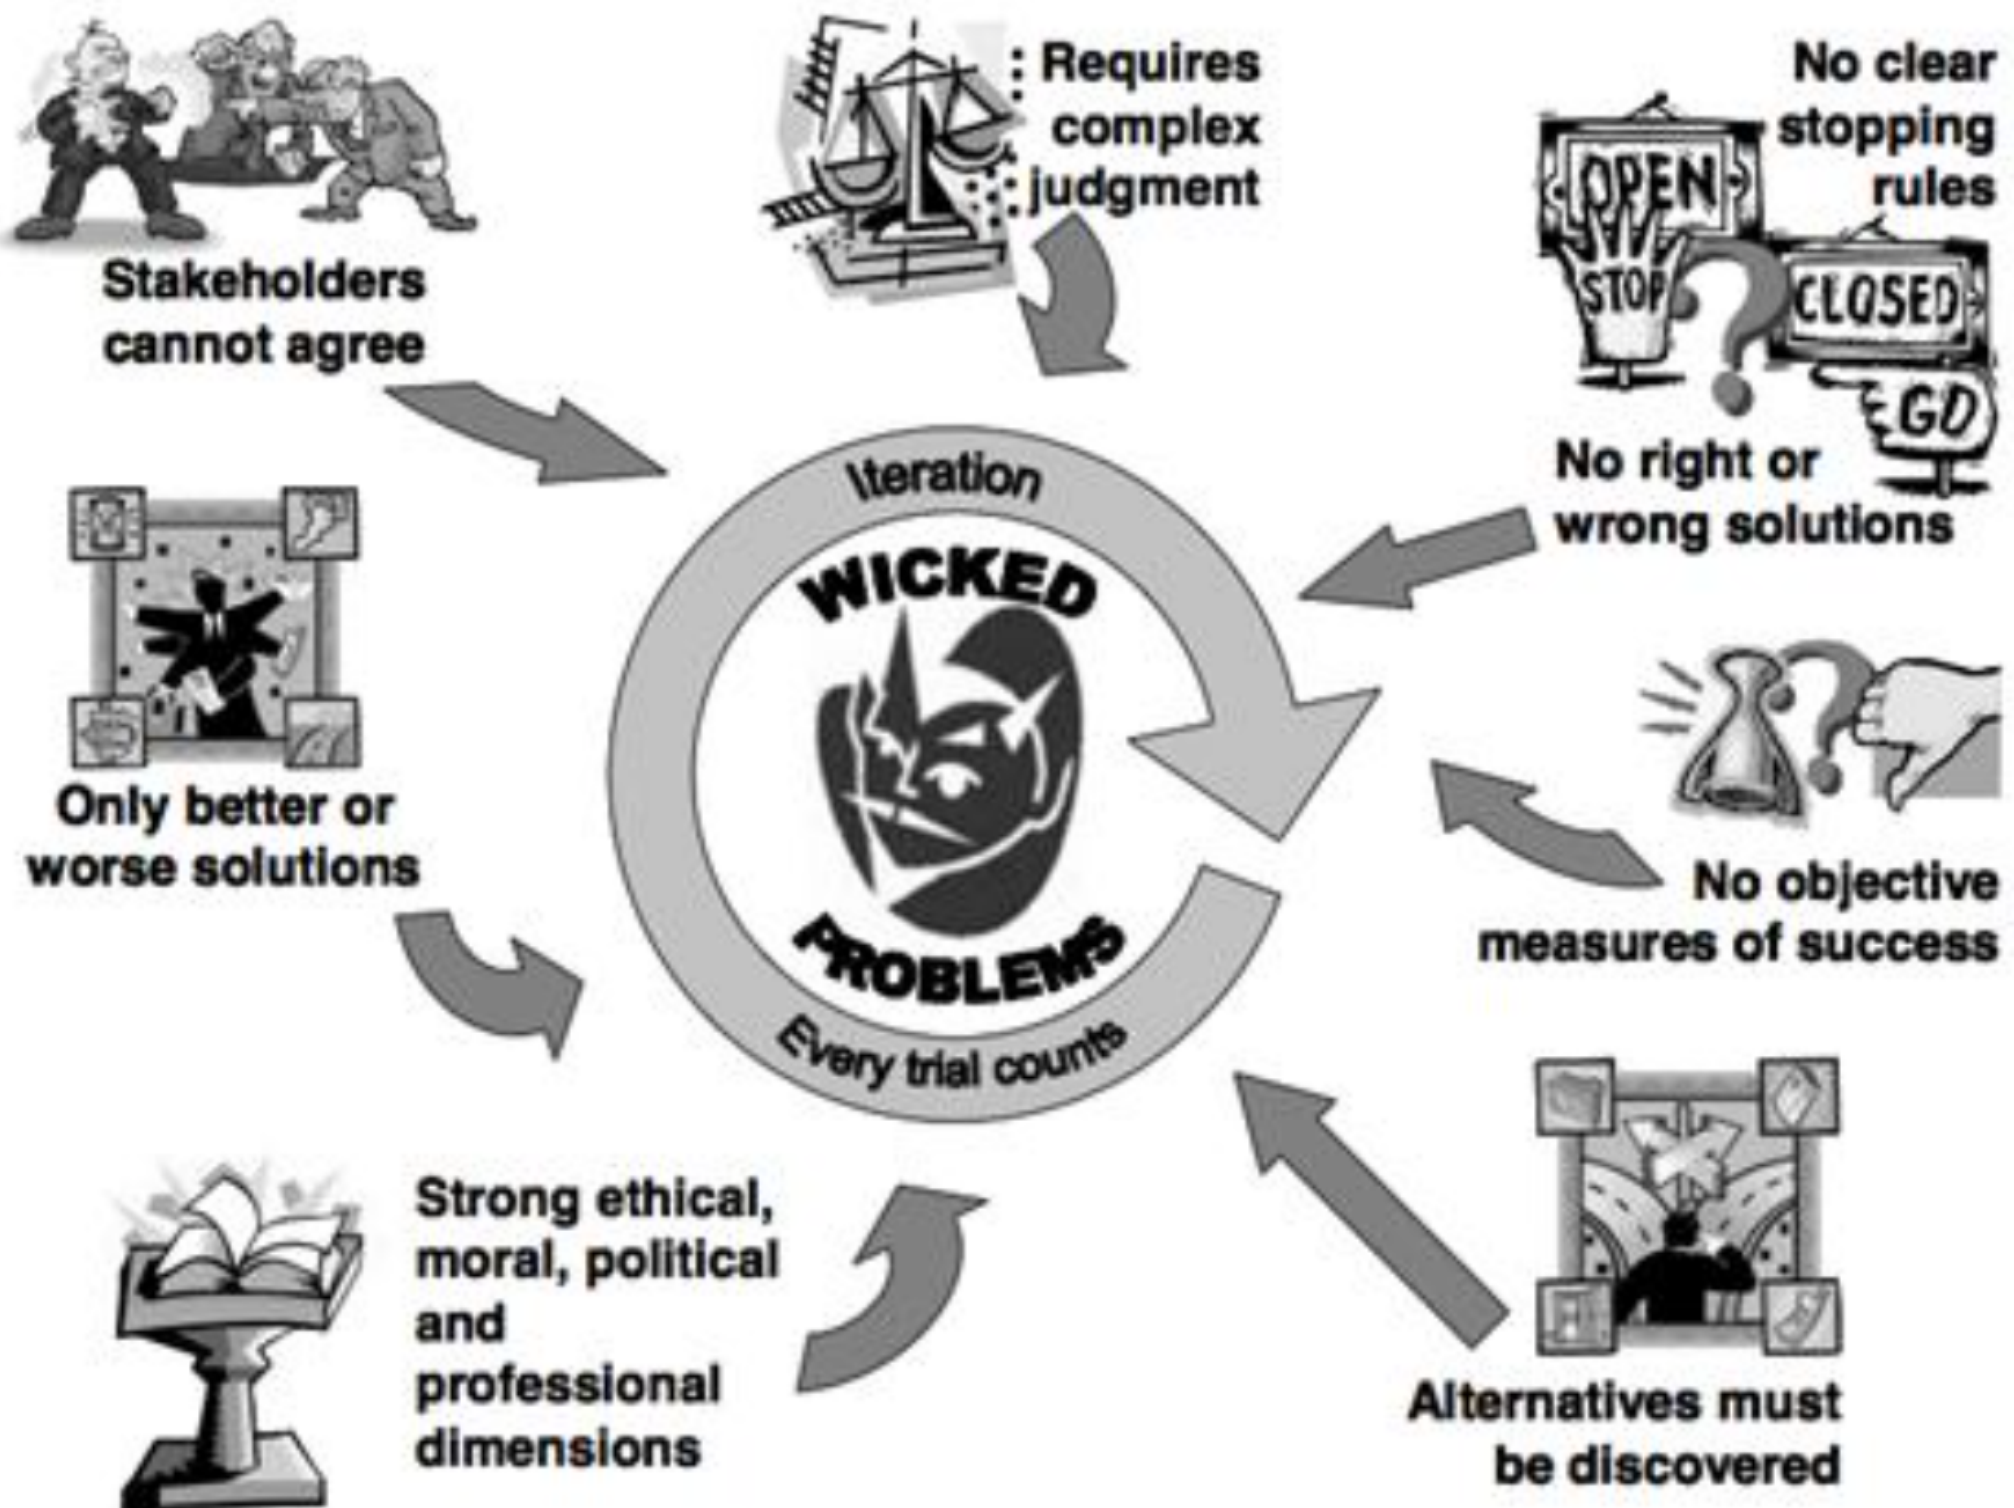 Stakeholders
cannot agree
Requires
complex
judgment
No clear
stopping
rules
OPEN
STOP
CLOSED
GO
No right or
wrong solutions
Iteration
WICKED
PROBLEMS
Every trial counts
Only better or
worse solutions
No objective
measures of success
Strong ethical,
moral, political
and
professional
dimensions
Alternatives must
be discovered